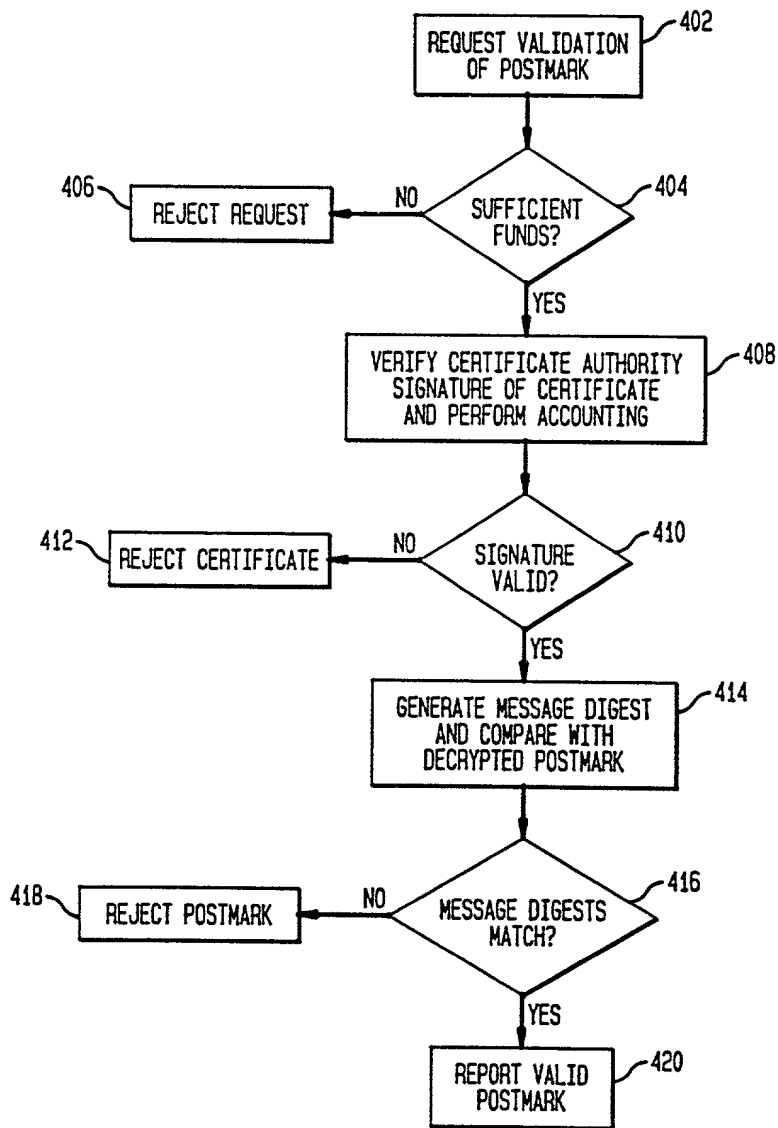 REQUEST VALIDATION
OF POSTMARK
402
SUFFICIENT
FUNDS?
404
NO
REJECT REQUEST
406
YES
VERIFY CERTIFICATE AUTHORITY
SIGNATURE OF CERTIFICATE
AND PERFORM ACCOUNTING
408
SIGNATURE
VALID?
410
NO
REJECT CERTIFICATE
412
YES
GENERATE MESSAGE DIGEST
AND COMPARE WITH
DECRYPTED POSTMARK
414
MESSAGE DIGESTS
MATCH?
416
NO
REJECT POSTMARK
418
YES
REPORT VALID
POSTMARK
420